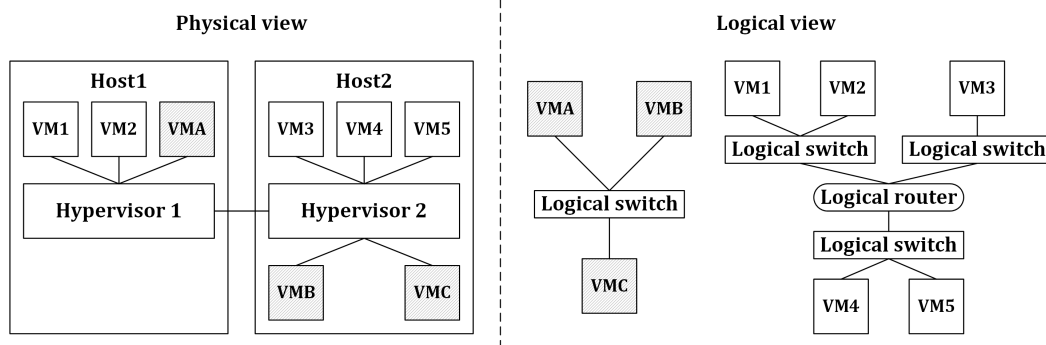 Physical view
Host1
Host2
VM1
VM2
VMA
VM3
VM4
VM5
Hypervisor 1
Hypervisor 2
VMB
VMC
Logical view
VMA
VMB
Logical switch
VMC
VM1
VM2
VM3
Logical switch
Logical switch
Logical router
Logical switch
VM4
VM5